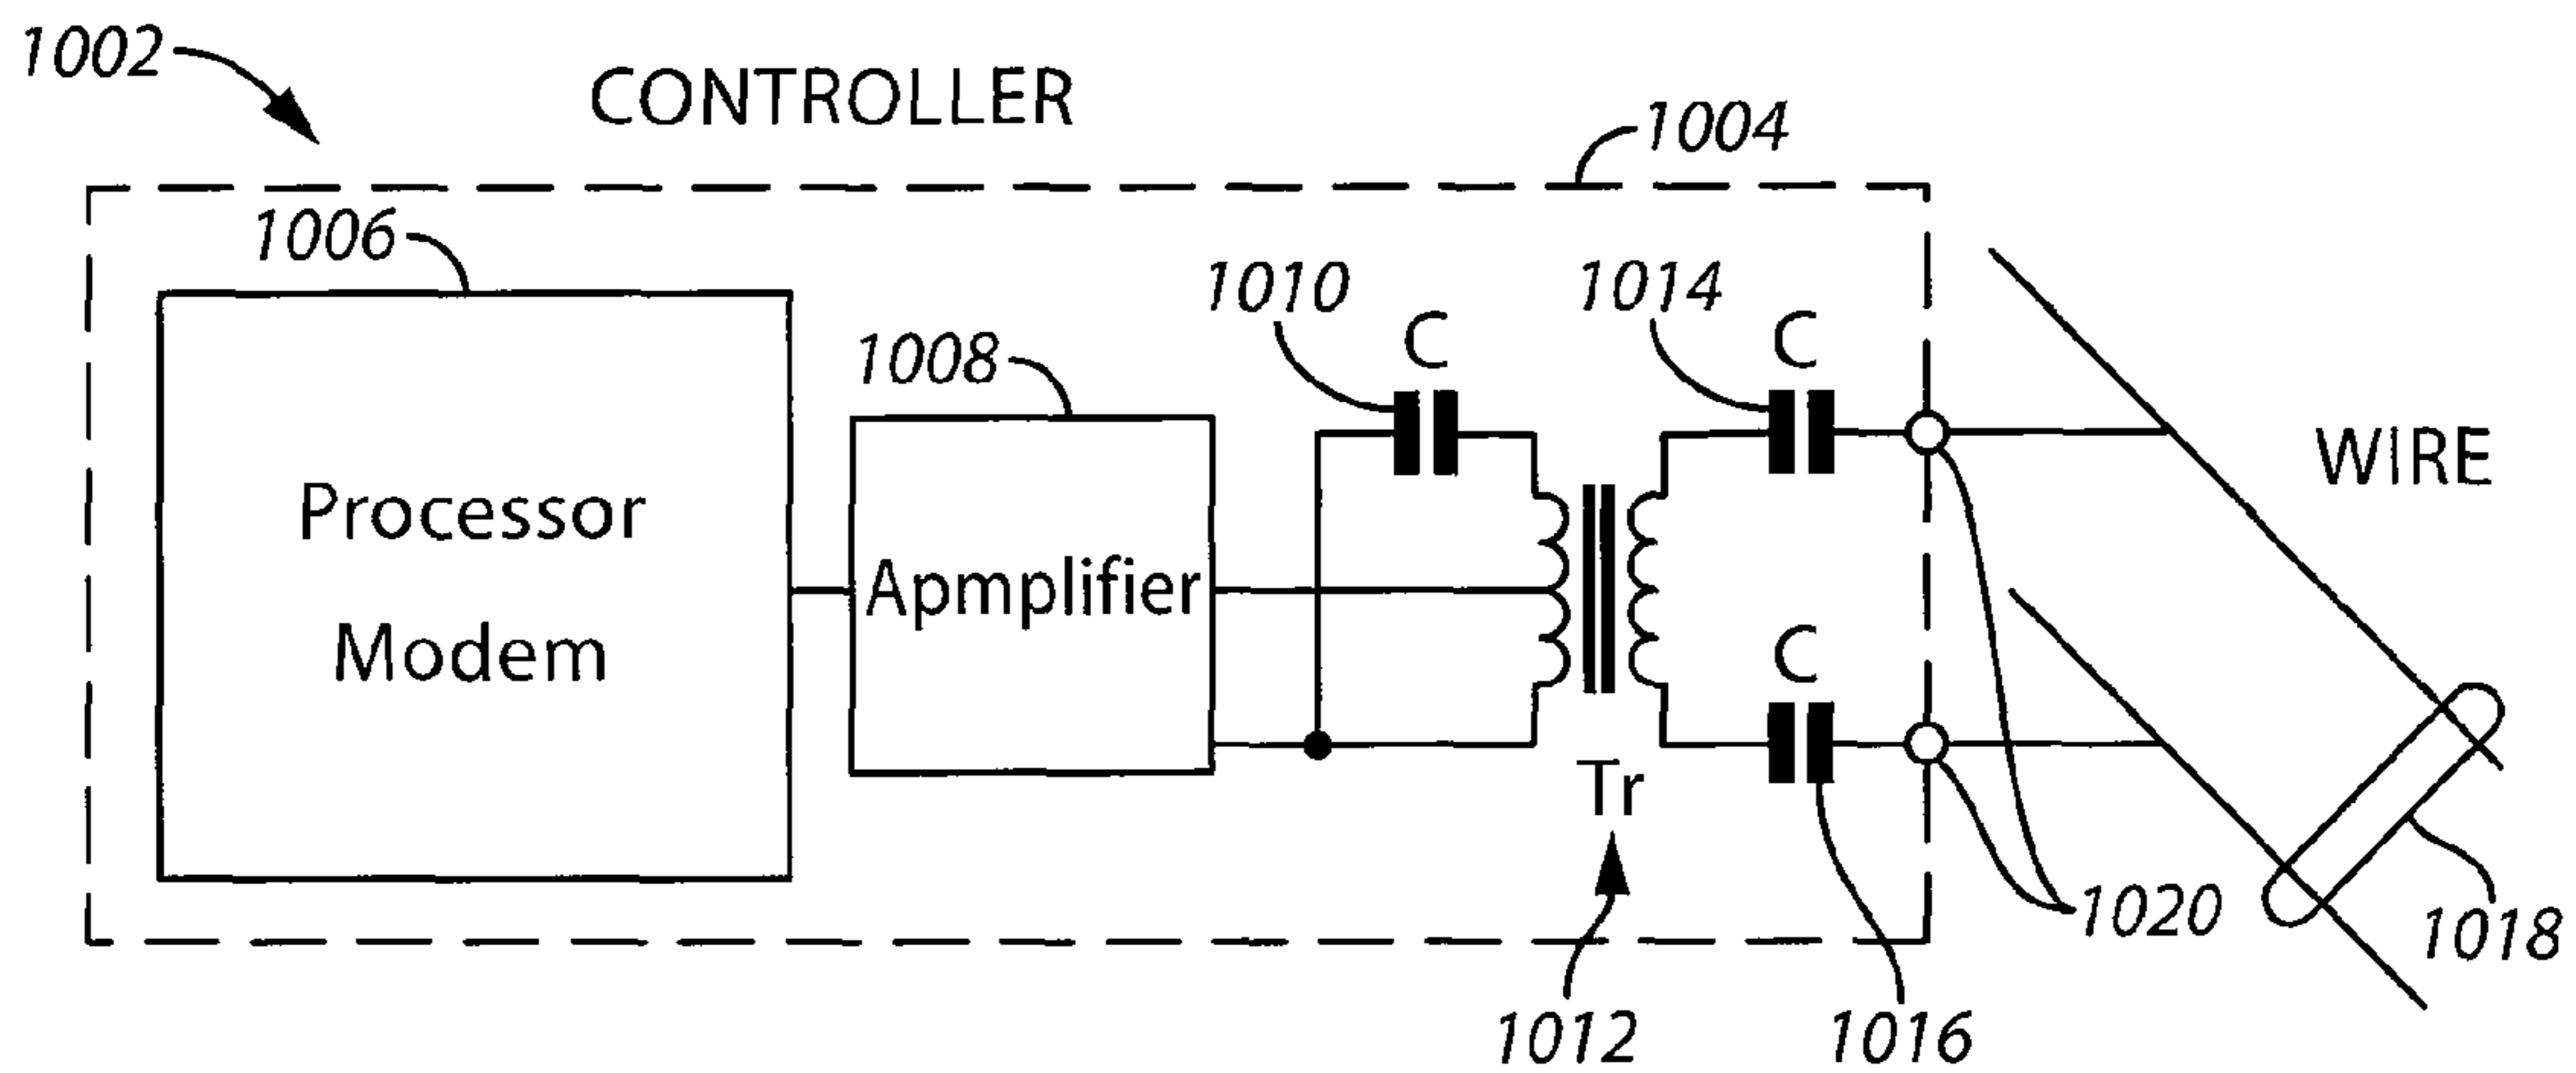 1002
CONTROLLER
1004
1006
1010
1014
C
C
1008
WIRE
Processor
Modem
Apmplifier
C
Tr
1020
1018
1012
1016